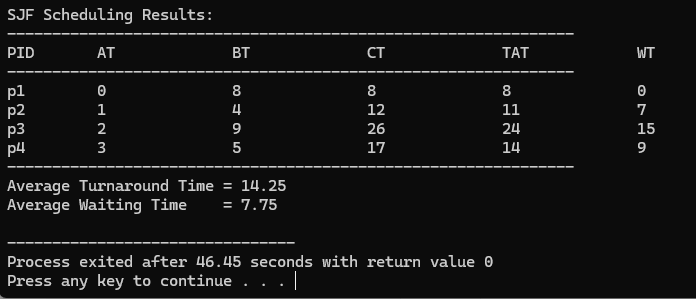 SJF Scheduling Results:
---------------------------------------------------------------
PID       AT              BT              CT              TAT             WT
---------------------------------------------------------------
p1        0               8               8               8               0
p2        1               4               12              11              7
p3        2               9               26              24              15
p4        3               5               17              14              9
---------------------------------------------------------------
Average Turnaround Time = 14.25
Average Waiting Time    = 7.75
--------------------------------
Process exited after 46.45 seconds with return value 0
Press any key to continue . . .